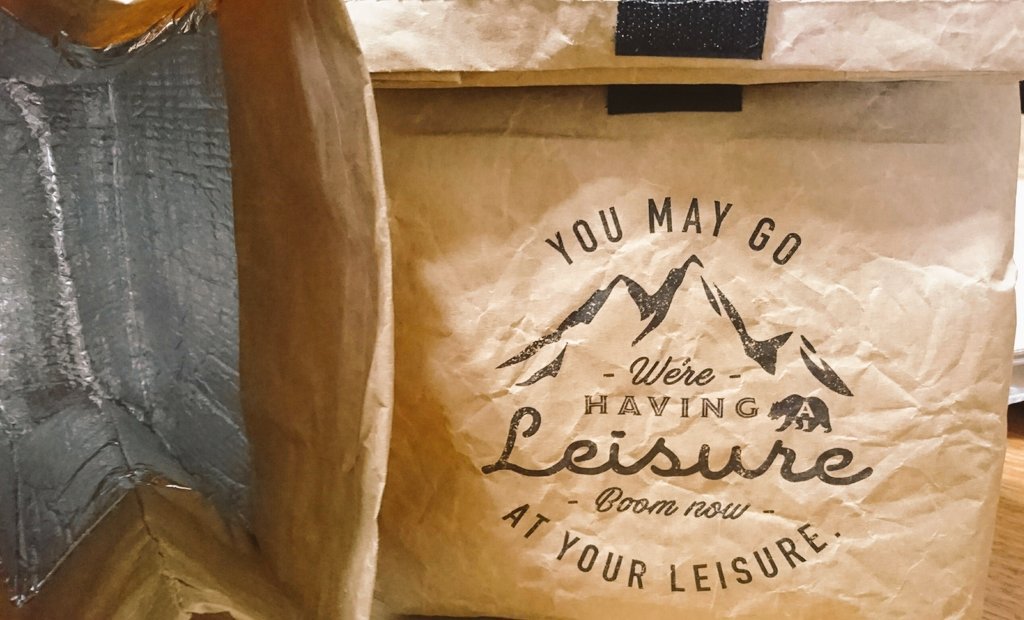 YOU MAY GO
- We're -
HAVING A
Leisure
- Boom now -
AT YOUR LEISURE.